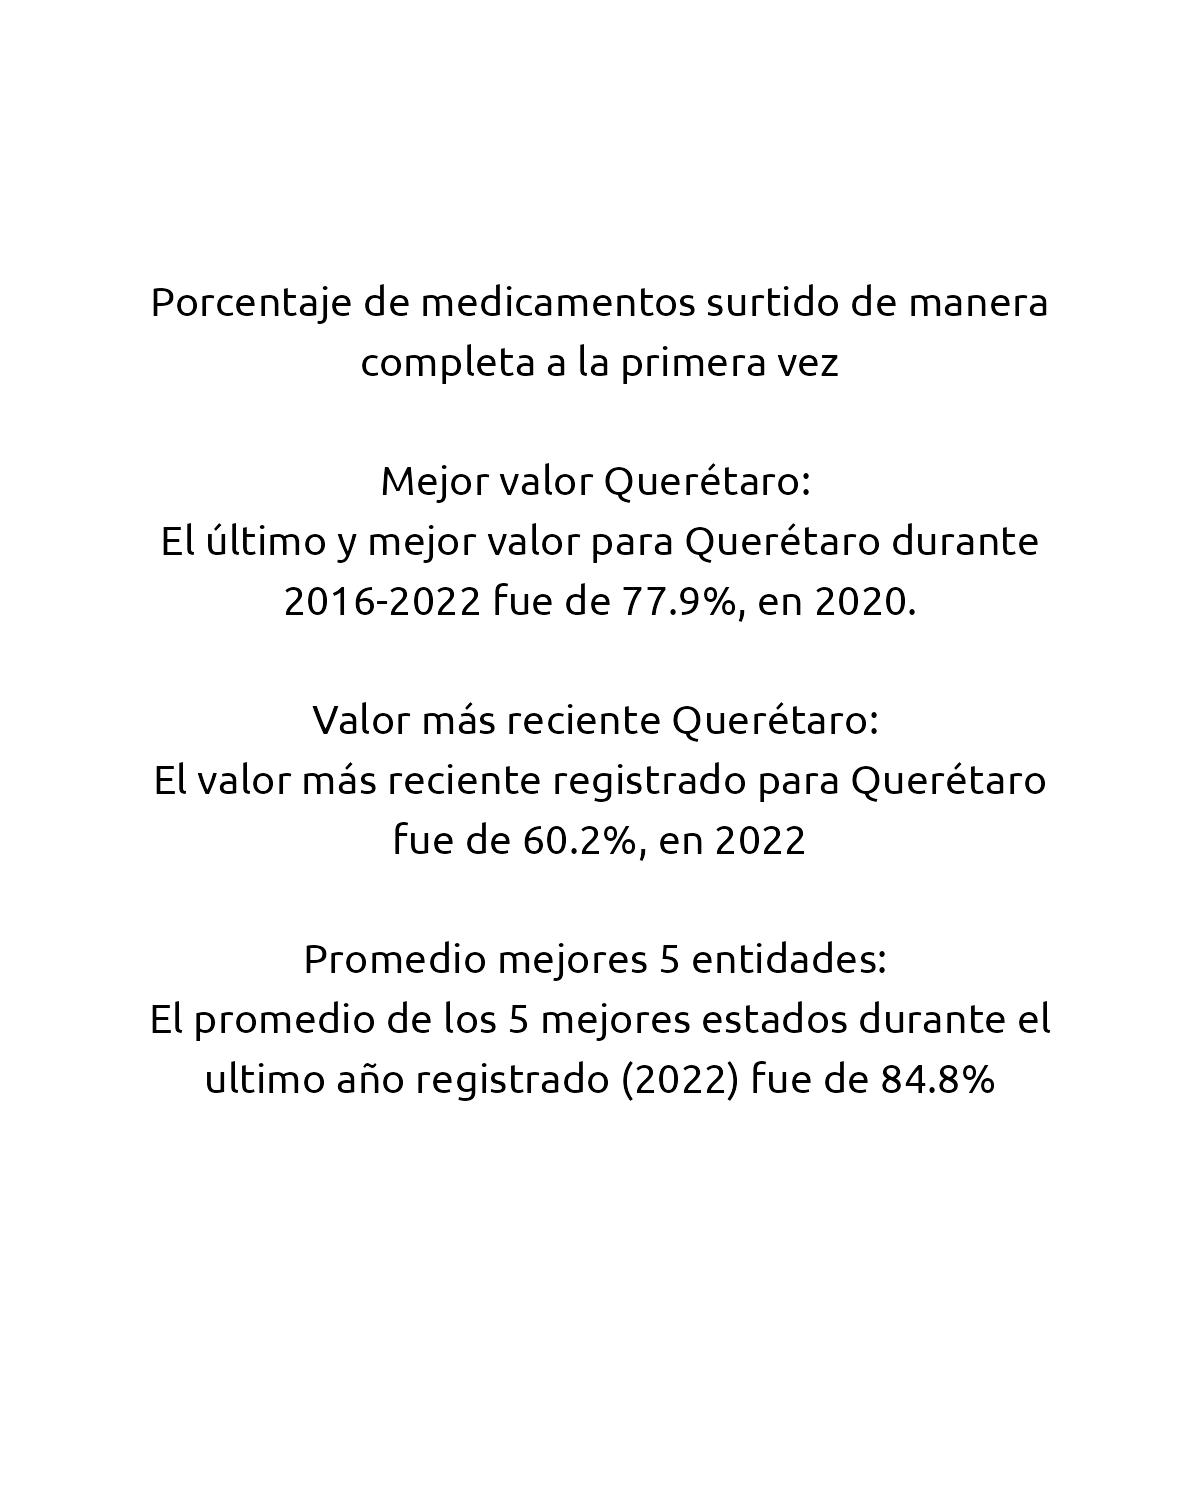 Porcentaje de medicamentos surtido de manera
completa a la primera vez
Mejor valor Querétaro:
El último y mejor valor para Querétaro durante
2016-2022 fue de 77.9%, en 2020.
Valor más reciente Querétaro:
El valor más reciente registrado para Querétaro
fue de 60.2%, en 2022
Promedio mejores 5 entidades:
El promedio de los 5 mejores estados durante el
ultimo año registrado (2022) fue de 84.8%